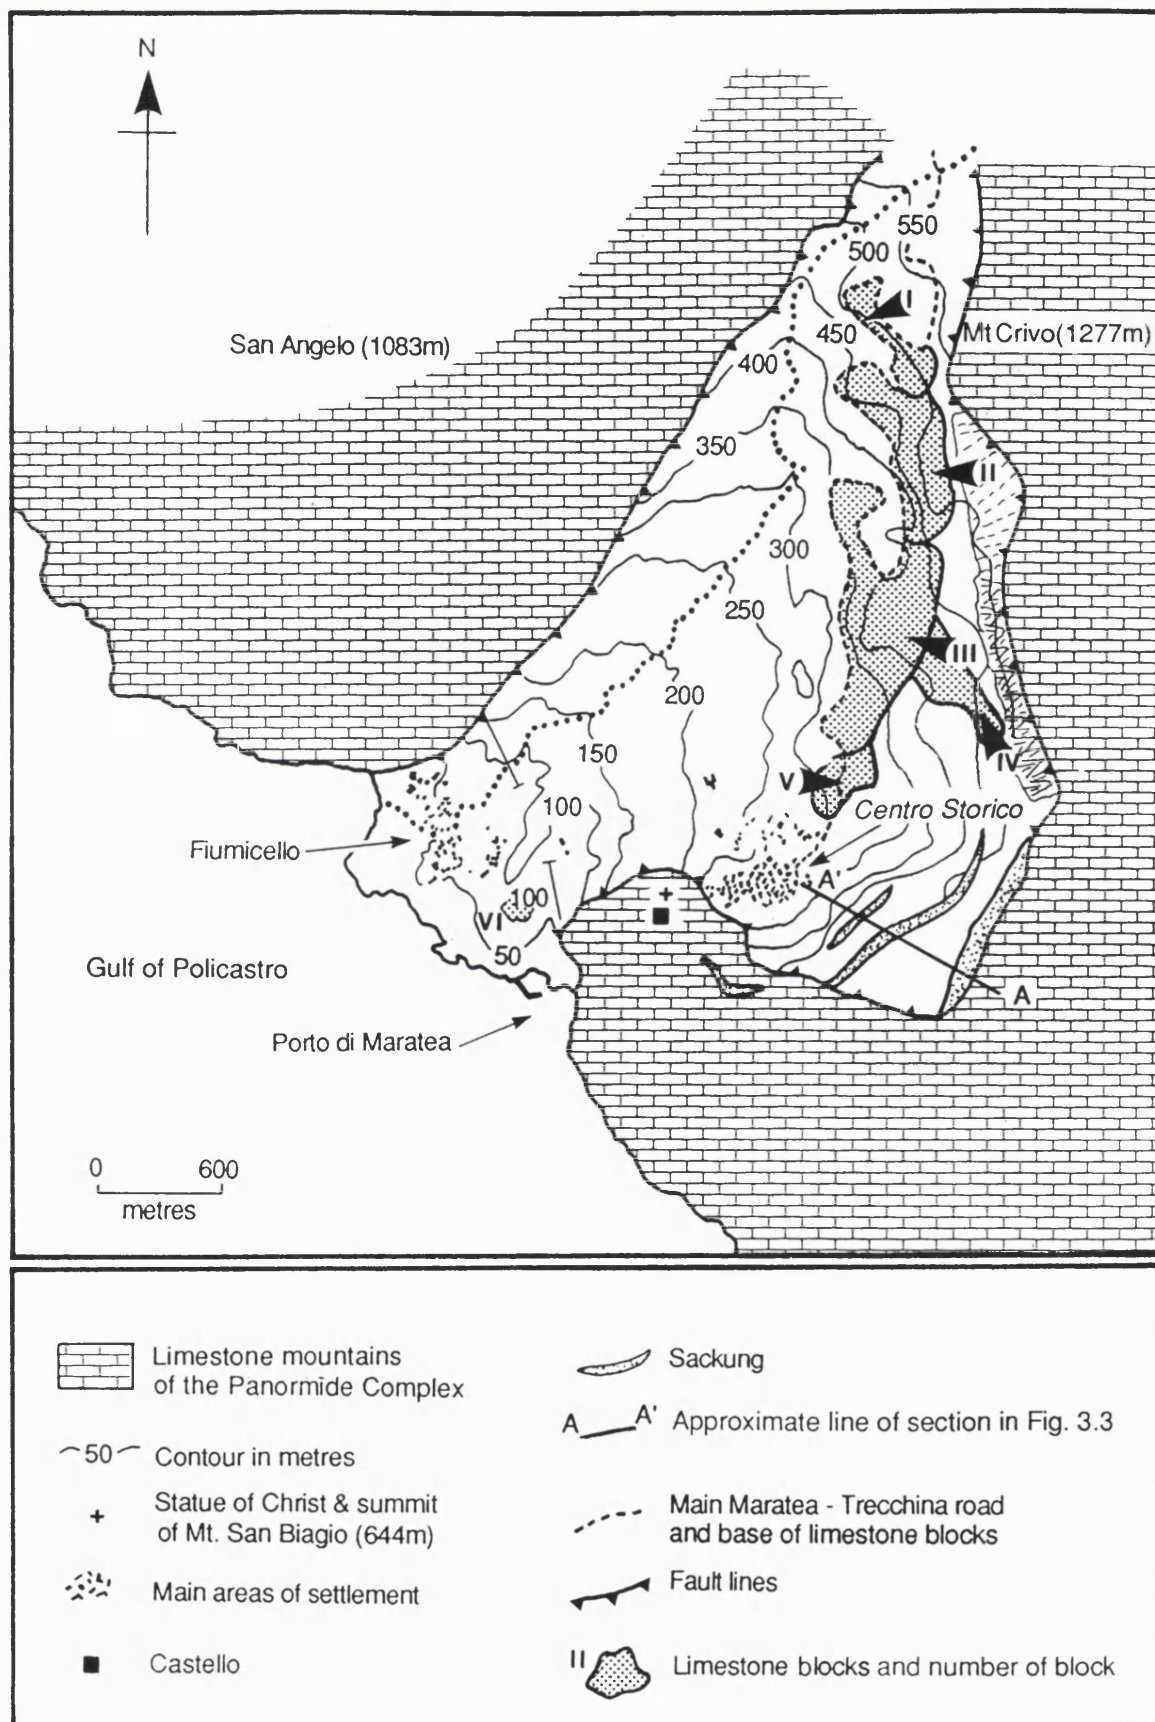 N
550
500
I
San Angelo (1083m)
450
Mt Crivo(1277m)
400
350
II
300
250
III
200
IV
150
V
100
Centro Storico
Fiumicello
A'
100
VI
50
Gulf of Policastro
A
Porto di Maratea
0 600
metres
Limestone mountains
of the Panormide Complex
50 Contour in metres
Statue of Christ & summit
of Mt. San Biagio (644m)
Main areas of settlement
Castello
Sackung
A A' Approximate line of section in Fig. 3.3
Main Maratea - Trecchina road
and base of limestone blocks
Fault lines
II Limestone blocks and number of block